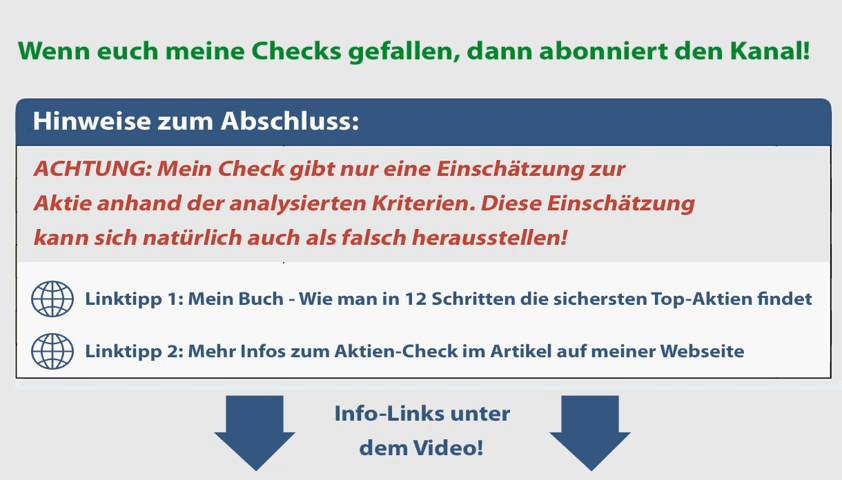 Wenn euch meine Checks gefallen, dann abonniert den Kanal!
Hinweise zum Abschluss:
ACHTUNG: Mein Check gibt nur eine Einschätzung zur
Aktie anhand der analysierten Kriterien. Diese Einschätzung
kann sich natürlich auch als falsch herausstellen!
Linktipp 1: Mein Buch - Wie man in 12 Schritten die sichersten Top-Aktien findet
Linktipp 2: Mehr Infos zum Aktien-Check im Artikel auf meiner Webseite
Info-Links unter
dem Video!